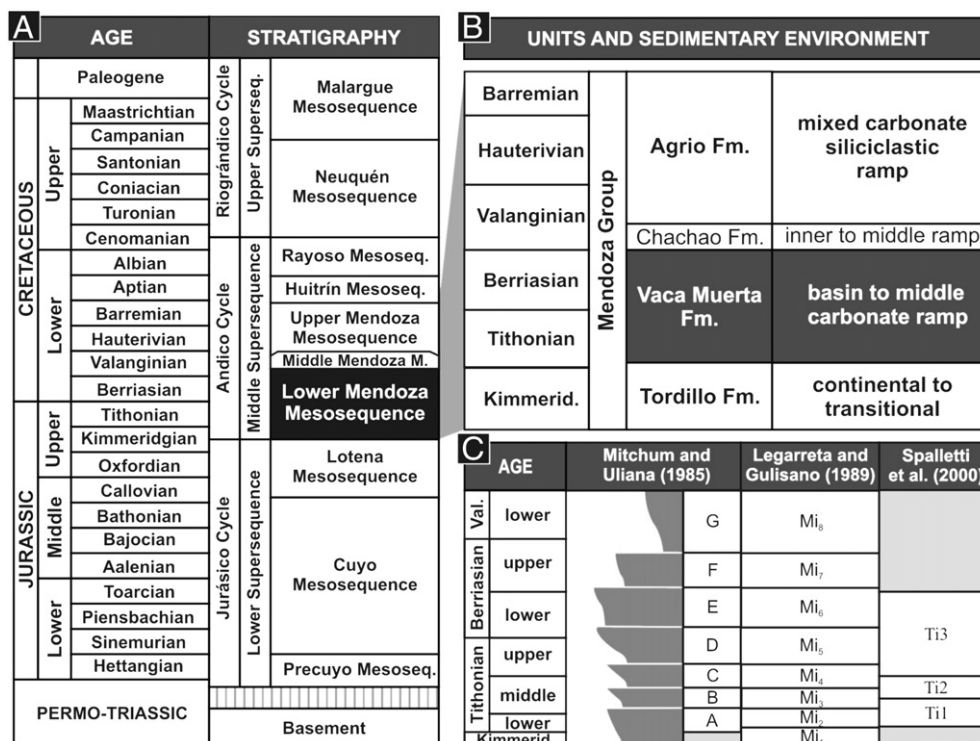 A
AGE
STRATIGRAPHY
Paleogene
CRETACEOUS
Upper
Maastrichtian
Campanian
Santonian
Coniacian
Turonian
Cenomanian
Lower
Albian
Aptian
Barremian
Hauterivian
Valanginian
Berriasian
JURASSIC
Upper
Tithonian
Kimmeridgian
Oxfordian
Middle
Callovian
Bathonian
Bajocian
Aalenian
Lower
Toarcian
Piensbachian
Sinemurian
Hettangian
PERMO-TRIASSIC
Riográndico Cycle
Upper Superseq.
Malargue
Mesosequence
Neuquén
Mesosequence
Andico Cycle
Middle Supersequence
Rayoso Mesoseq.
Huitrín Mesoseq.
Upper Mendoza
Mesosequence
Middle Mendoza M.
Lower Mendoza
Mesosequence
Jurásico Cycle
Lower Supersequence
Lotena
Mesosequence
Cuyo
Mesosequence
Precuyo Mesoseq.
Basement
B
UNITS AND SEDIMENTARY ENVIRONMENT
Barremian
Hauterivian
Valanginian
Berriasian
Tithonian
Kimmerid.
Mendoza Group
Agrio Fm.
mixed carbonate
siliciclastic
ramp
Chachao Fm.
inner to middle ramp
Vaca Muerta
Fm.
basin to middle
carbonate ramp
Tordillo Fm.
continental to
transitional
C
AGE
Mitchum and
Uliana (1985)
Legarreta and
Gulisano (1989)
Spalletti
et al. (2000)
Val.
lower
G
Mi8
Berriasian
upper
F
Mi7
lower
E
Mi6
Ti3
Tithonian
upper
D
Mi5
C
Mi4
middle
Ti2
B
Mi3
Ti1
lower
A
Mi2
Kimmerid.